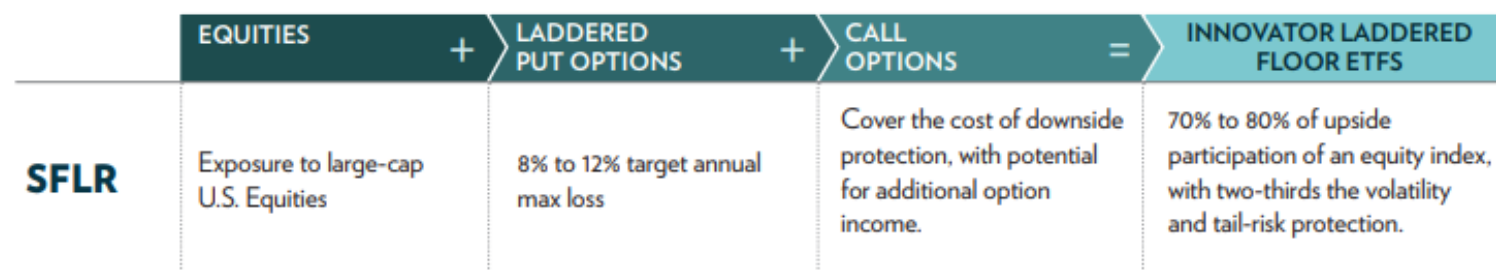 EQUITIES
+
LADDERED
PUT OPTIONS
+
CALL
OPTIONS
=
INNOVATOR LADDERED
FLOOR ETFS
SFLR
Exposure to large-cap
U.S. Equities
8% to 12% target annual
max loss
Cover the cost of downside
protection, with potential
for additional option
income.
70% to 80% of upside
participation of an equity index,
with two-thirds the volatility
and tail-risk protection.